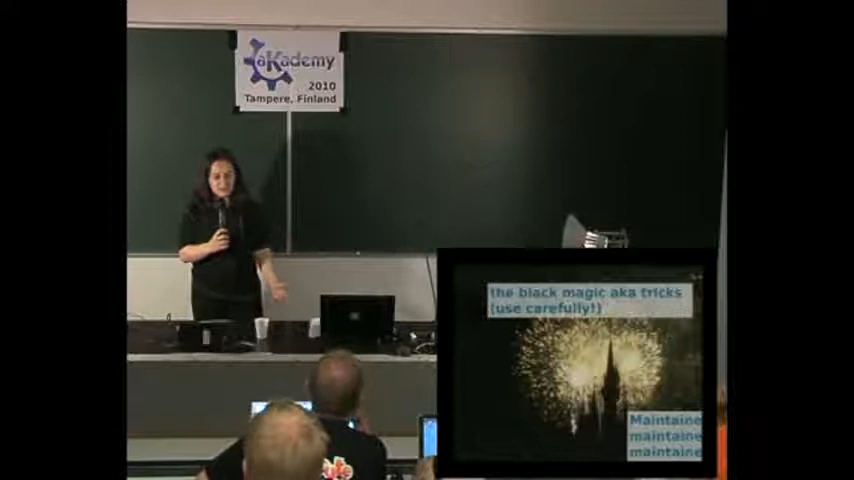 aKademy
2010
Tampere, Finland
the black magic aka tricks
(use carefully!)
Maintaine
maintaine
maintaine